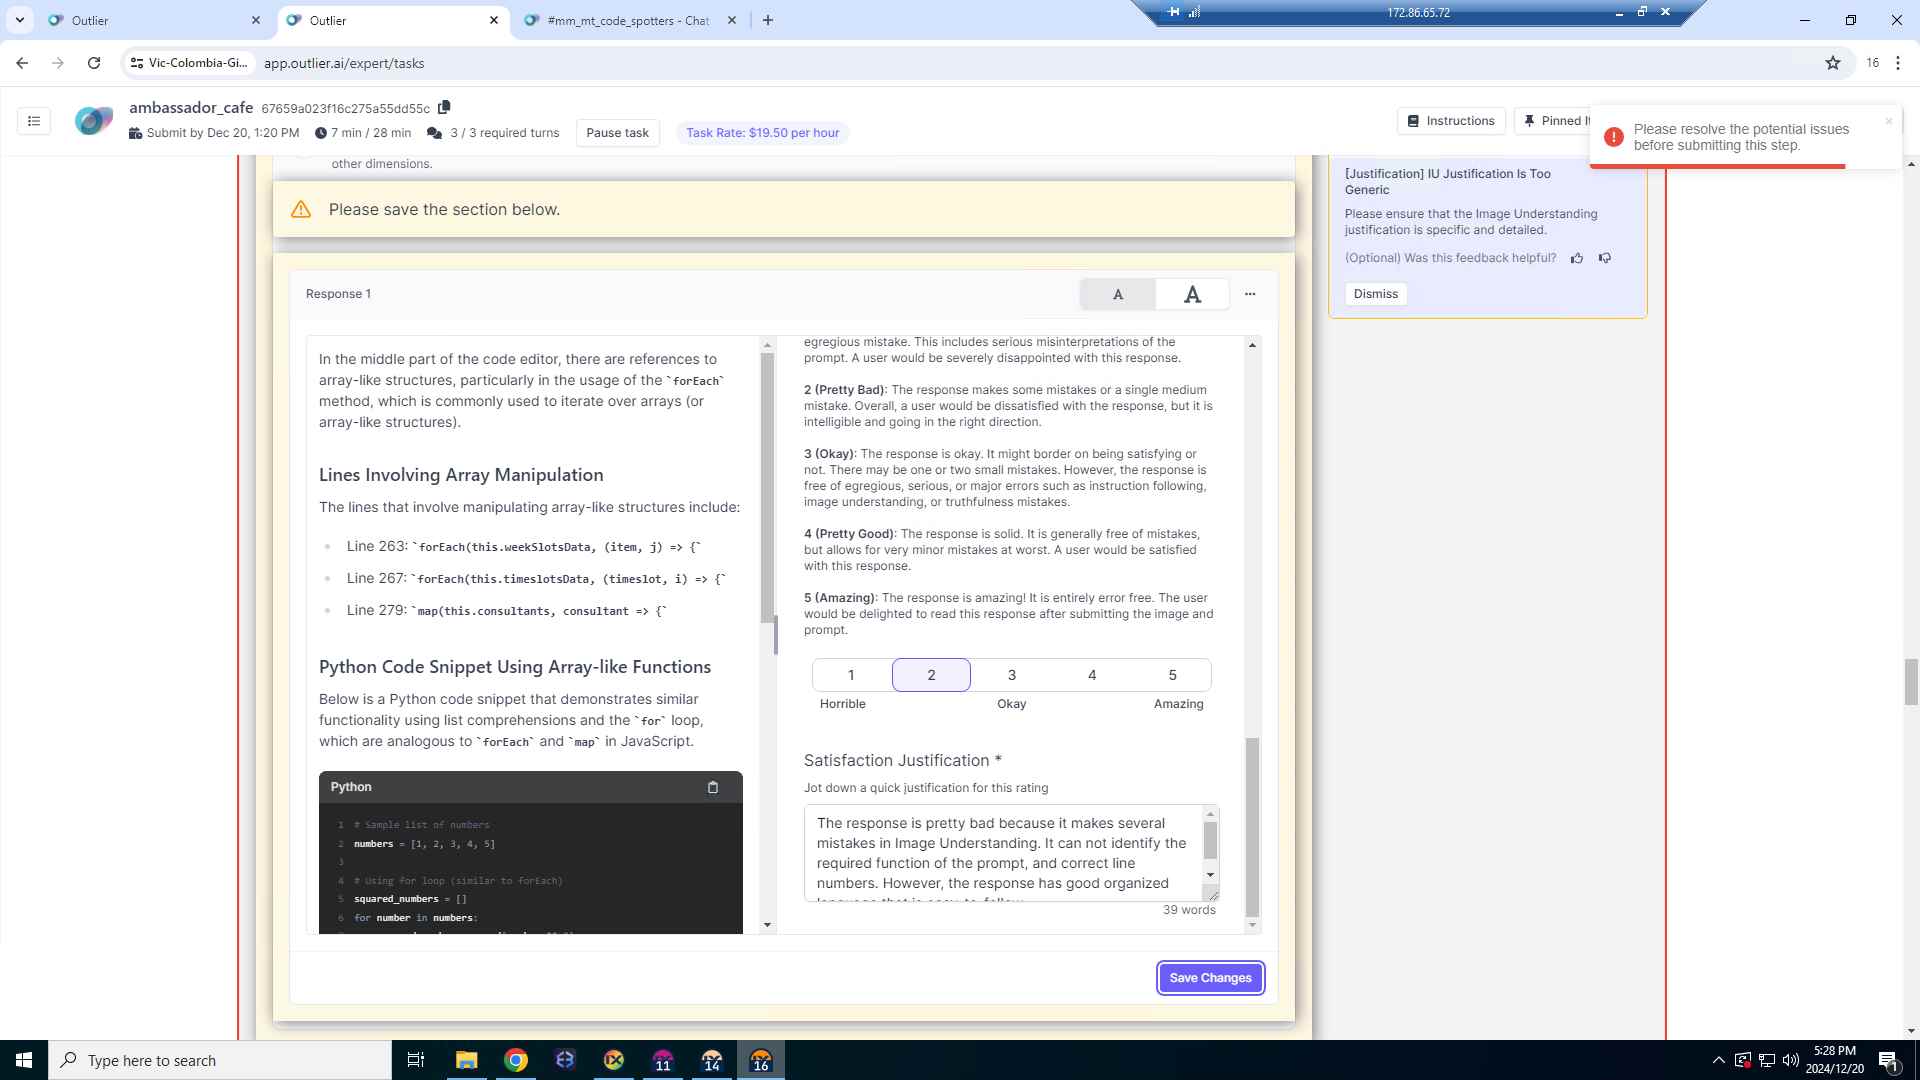 Outlier
Outlier
#mm_mt_code_spotters - Chat
172.86.65.72
Vic-Colombia-Gi...
app.outlier.ai/expert/tasks
16
ambassador_cafe 67659a023f16c275a55dd55c
Submit by Dec 20, 1:20 PM
7 min / 28 min
3 / 3 required turns
Pause task
Task Rate: $19.50 per hour
Instructions
Pinned
Please resolve the potential issues
before submitting this step.
other dimensions.
Please save the section below.
[Justification] IU Justification Is Too
Generic
Please ensure that the Image Understanding
justification is specific and detailed.
(Optional) Was this feedback helpful?
Dismiss
Response 1
A
A
In the middle part of the code editor, there are references to
array-like structures, particularly in the usage of the `forEach`
method, which is commonly used to iterate over arrays (or
array-like structures).
Lines Involving Array Manipulation
The lines that involve manipulating array-like structures include:
Line 263: `forEach(this.weekSlotsData, (item, j) => {`
Line 267: `forEach(this.timeslotsData, (timeslot, i) => {`
Line 279: `map(this.consultants, consultant => {`
Python Code Snippet Using Array-like Functions
Below is a Python code snippet that demonstrates similar
functionality using list comprehensions and the `for` loop,
which are analogous to `forEach` and `map` in JavaScript.
Python
1 # Sample list of numbers
2 numbers = [1, 2, 3, 4, 5]
3
4 # Using for loop (similar to forEach)
5 squared_numbers = []
6 for number in numbers:
egregious mistake. This includes serious misinterpretations of the
prompt. A user would be severely disappointed with this response.
2 (Pretty Bad): The response makes some mistakes or a single medium
mistake. Overall, a user would be dissatisfied with the response, but it is
intelligible and going in the right direction.
3 (Okay): The response is okay. It might border on being satisfying or
not. There may be one or two small mistakes. However, the response is
free of egregious, serious, or major errors such as instruction following,
image understanding, or truthfulness mistakes.
4 (Pretty Good): The response is solid. It is generally free of mistakes,
but allows for very minor mistakes at worst. A user would be satisfied
with this response.
5 (Amazing): The response is amazing! It is entirely error free. The user
would be delighted to read this response after submitting the image and
prompt.
1 2 3 4 5
Horrible Okay Amazing
Satisfaction Justification *
Jot down a quick justification for this rating
The response is pretty bad because it makes several
mistakes in Image Understanding. It can not identify the
required function of the prompt, and correct line
numbers. However, the response has good organized
language that is easy to follow
39 words
Save Changes
Type here to search
11
14
16
5:28 PM
2024/12/20
1